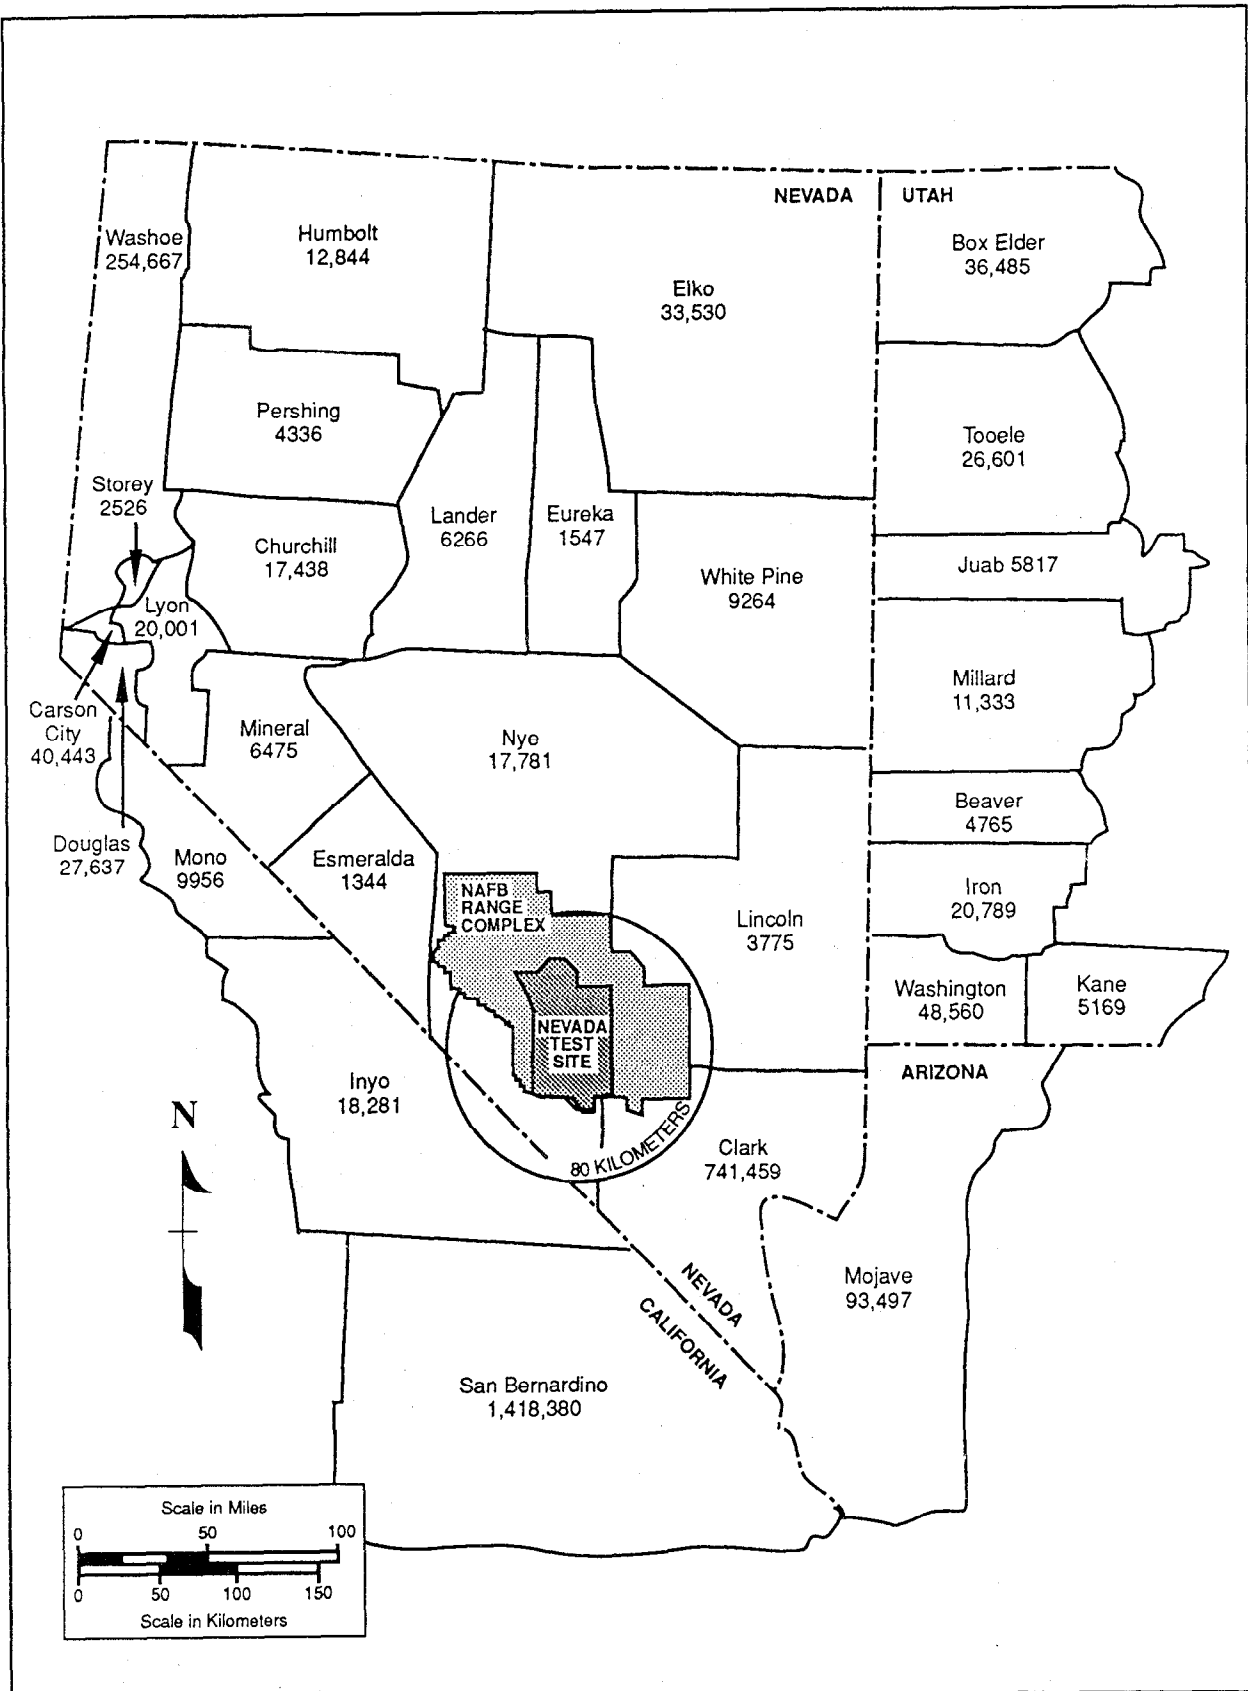 NEVADA
UTAH
Washoe
254,667
Humbolt
12,844
Elko
33,530
Box Elder
36,485
Pershing
4336
Tooele
26,601
Storey
2526
Lander
6266
Eureka
1547
Churchill
17,438
White Pine
9264
Juab 5817
Lyon
20,001
Millard
11,333
Carson
City
40,443
Mineral
6475
Nye
17,781
Beaver
4765
Douglas
27,637
Mono
9956
Esmeralda
1344
NAFB
RANGE
COMPLEX
Iron
20,789
Lincoln
3775
Washington
48,560
Kane
5169
NEVADA
TEST
SITE
ARIZONA
Inyo
18,281
N
80 KILOMETERS
Clark
741,459
Mojave
93,497
NEVADA
CALIFORNIA
San Bernardino
1,418,380
Scale in Miles
0 50 100
0 50 100 150
Scale in Kilometers